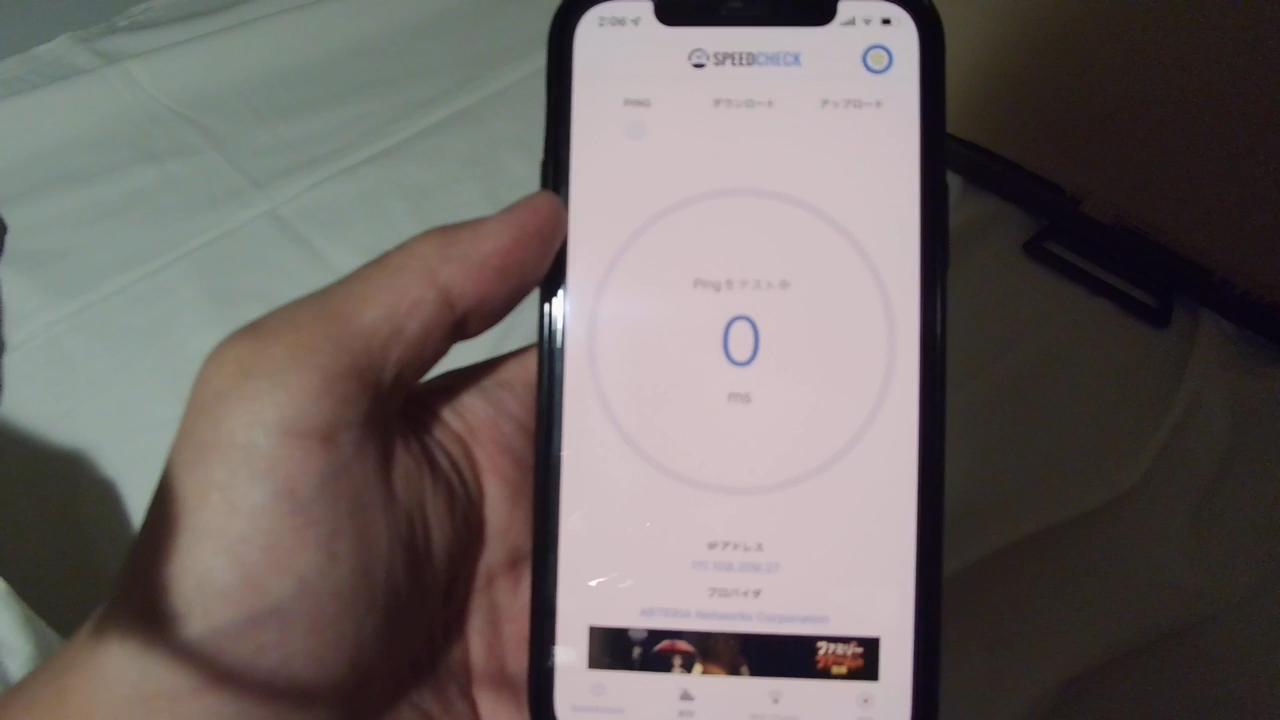 2:06
SPEEDCHECK
PING ダウンロード アップロード
Pingをテスト中
0
ms
IPアドレス
プロバイダ
ARTERIA Networks Corporation